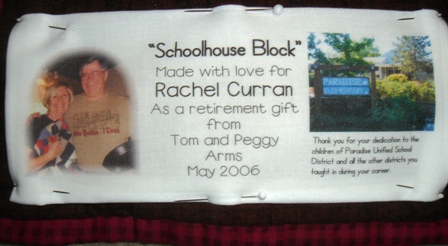 "Schoolhouse Block"
Made with love for
Rachel Curran
As a retirement gift
from
Tom and Peggy
Arms
May 2006
PARADISE
Thank you for your dedication to the
children of Paradise Unified School
District and all the other districts you
taught in during your career.